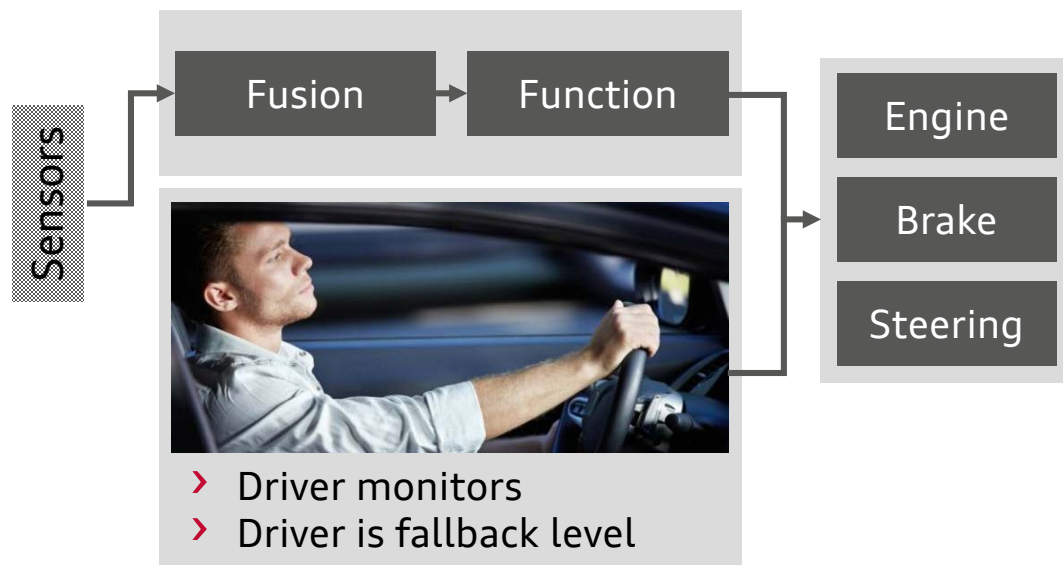 Sensors
Fusion
Function
Engine
Brake
Steering
Driver monitors
Driver is fallback level